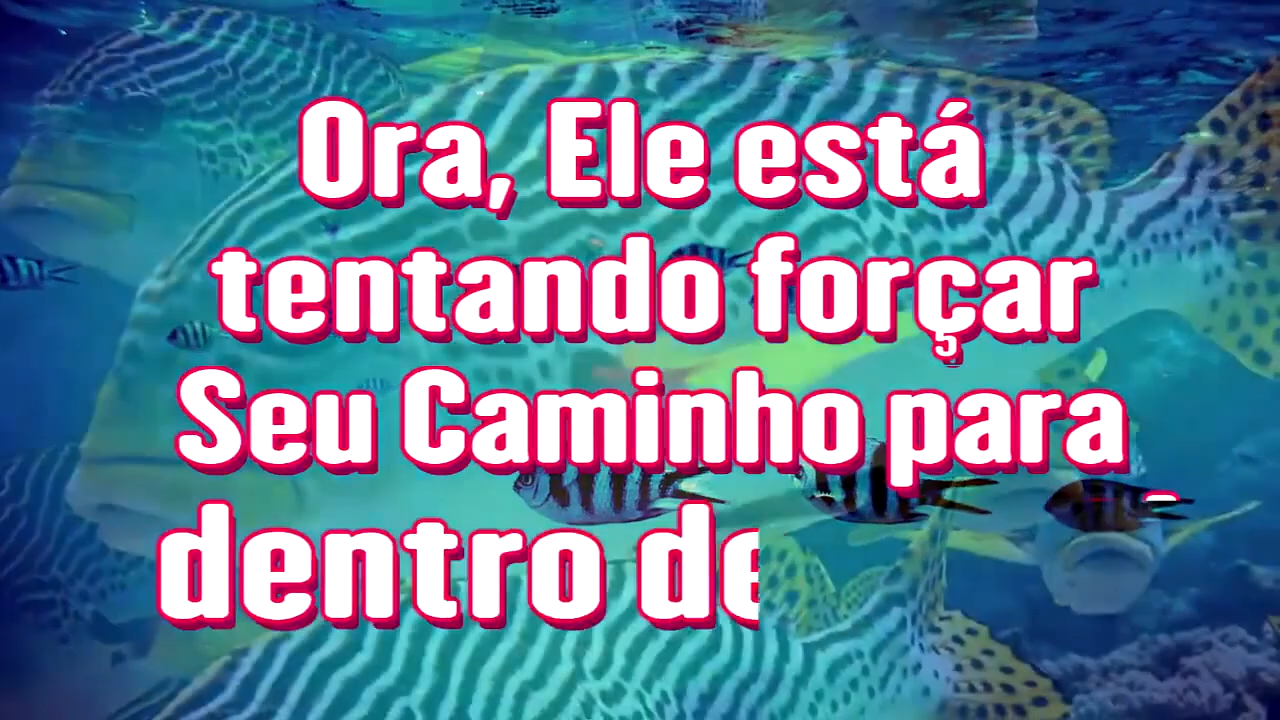 Ora, Ele está
tentando forçar
Seu Caminho para
dentro de